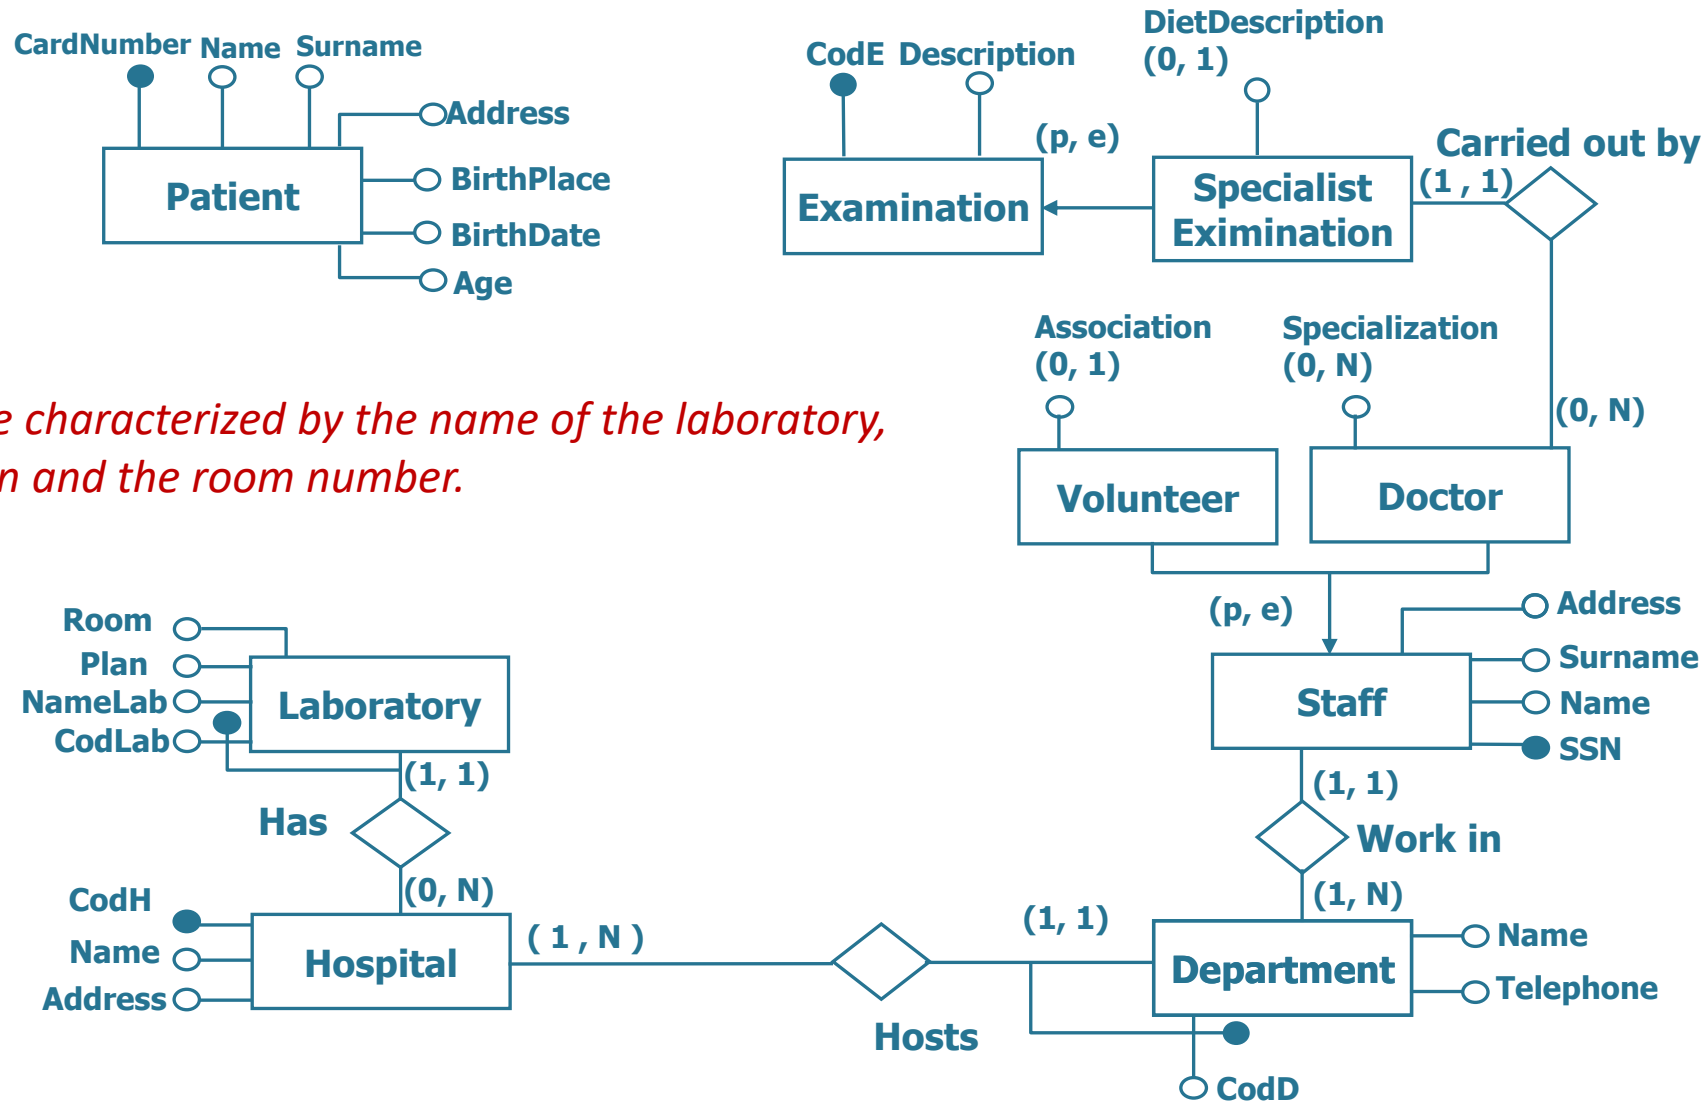 CardNumber Name Surname
Address
Patient
BirthPlace
BirthDate
Age
DietDescription
(0, 1)
CodE Description
(p, e)
Carried out by
(1 , 1)
Examination
Specialist
Eximination
Association
(0, 1)
Specialization
(0, N)
(0, N)
e characterized by the name of the laboratory,
n and the room number.
Volunteer
Doctor
(p, e)
Address
Surname
Name
SSN
Staff
Room
Plan
NameLab
CodLab
Laboratory
(1, 1)
Has
(0, N)
(1, 1)
Work in
(1, N)
CodH
Name
Address
Hospital
( 1 , N )
(1, 1)
Hosts
Department
Name
Telephone
CodD